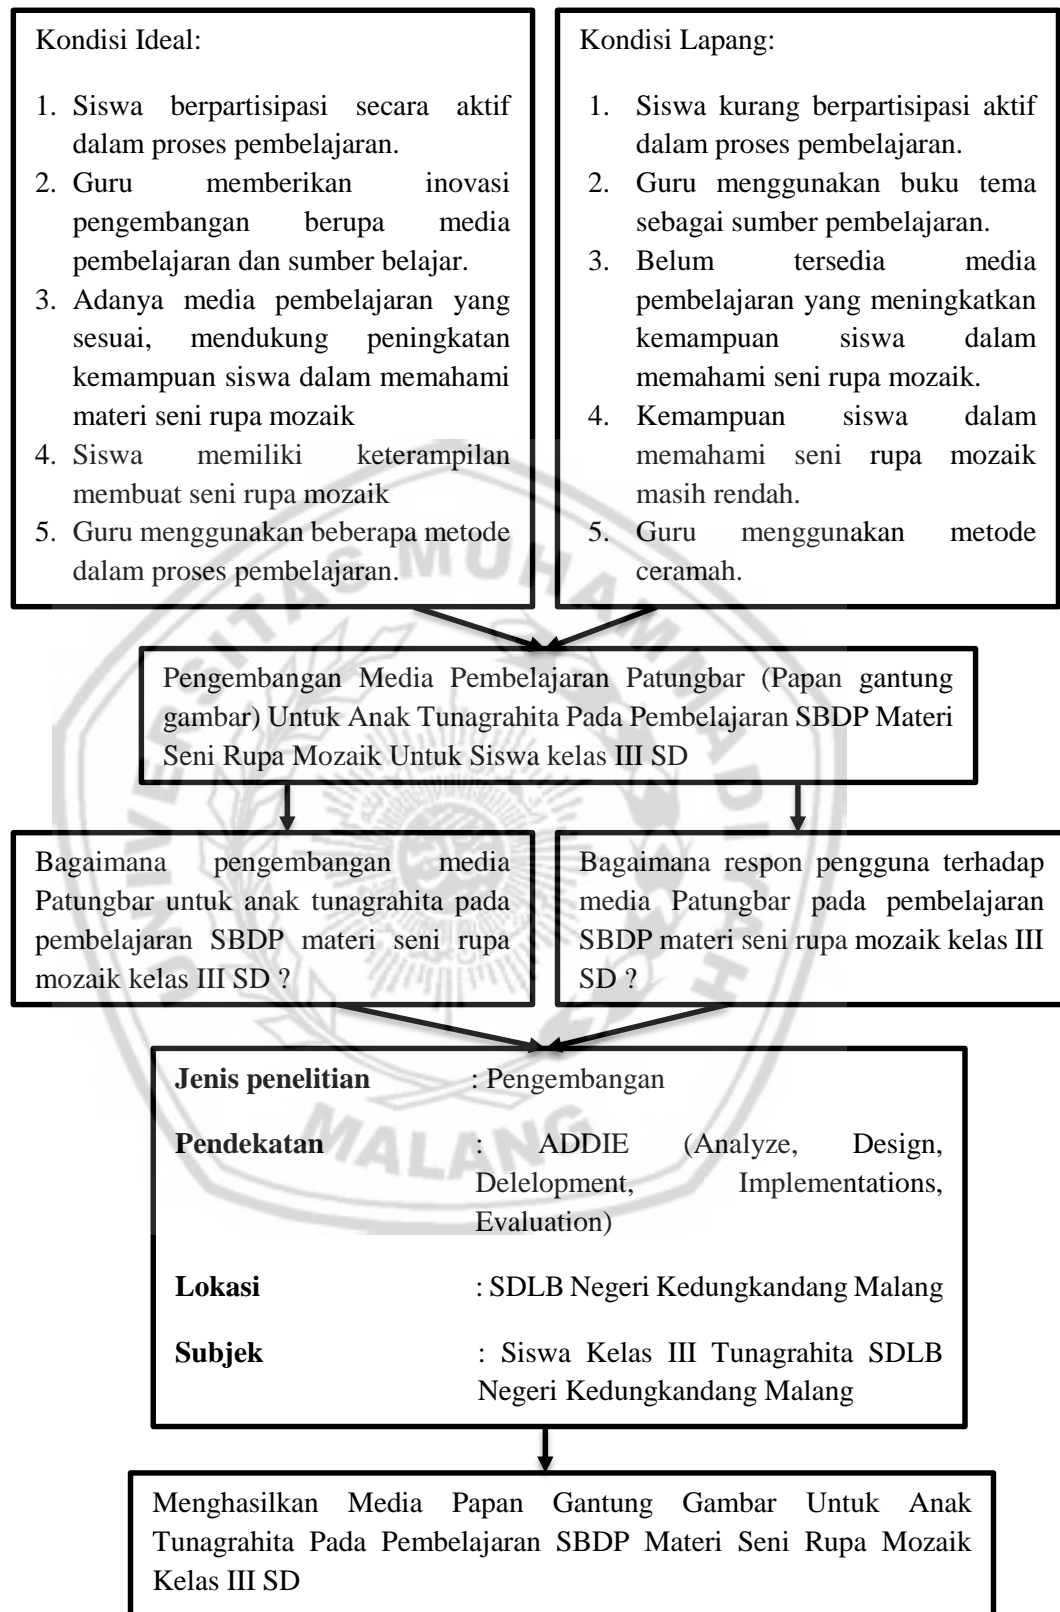 Kondisi Ideal:
1. Siswa berpartisipasi secara aktif
dalam proses pembelajaran.
2. Guru memberikan inovasi
pengembangan berupa media
pembelajaran dan sumber belajar.
3. Adanya media pembelajaran yang
sesuai, mendukung peningkatan
kemampuan siswa dalam memahami
materi seni rupa mozaik
4. Siswa memiliki keterampilan
membuat seni rupa mozaik
5. Guru menggunakan beberapa metode
dalam proses pembelajaran.
Kondisi Lapang:
1. Siswa kurang berpartisipasi aktif
dalam proses pembelajaran.
2. Guru menggunakan buku tema
sebagai sumber pembelajaran.
3. Belum tersedia media
pembelajaran yang meningkatkan
kemampuan siswa dalam
memahami seni rupa mozaik.
4. Kemampuan siswa dalam
memahami seni rupa mozaik
masih rendah.
5. Guru menggunakan metode
ceramah.
Pengembangan Media Pembelajaran Patungbar (Papan gantung
gambar) Untuk Anak Tunagrahita Pada Pembelajaran SBDP Materi
Seni Rupa Mozaik Untuk Siswa kelas III SD
Bagaimana pengembangan media
Patungbar untuk anak tunagrahita pada
pembelajaran SBDP materi seni rupa
mozaik kelas III SD ?
Bagaimana respon pengguna terhadap
media Patungbar pada pembelajaran
SBDP materi seni rupa mozaik kelas III
SD ?
Jenis penelitian : Pengembangan
Pendekatan : ADDIE (Analyze, Design,
Delelopment, Implementations,
Evaluation)
Lokasi : SDLB Negeri Kedungkandang Malang
Subjek : Siswa Kelas III Tunagrahita SDLB
Negeri Kedungkandang Malang
Menghasilkan Media Papan Gantung Gambar Untuk Anak
Tunagrahita Pada Pembelajaran SBDP Materi Seni Rupa Mozaik
Kelas III SD
UNIVERSITAS MUHAMMADIYAH
MALANG